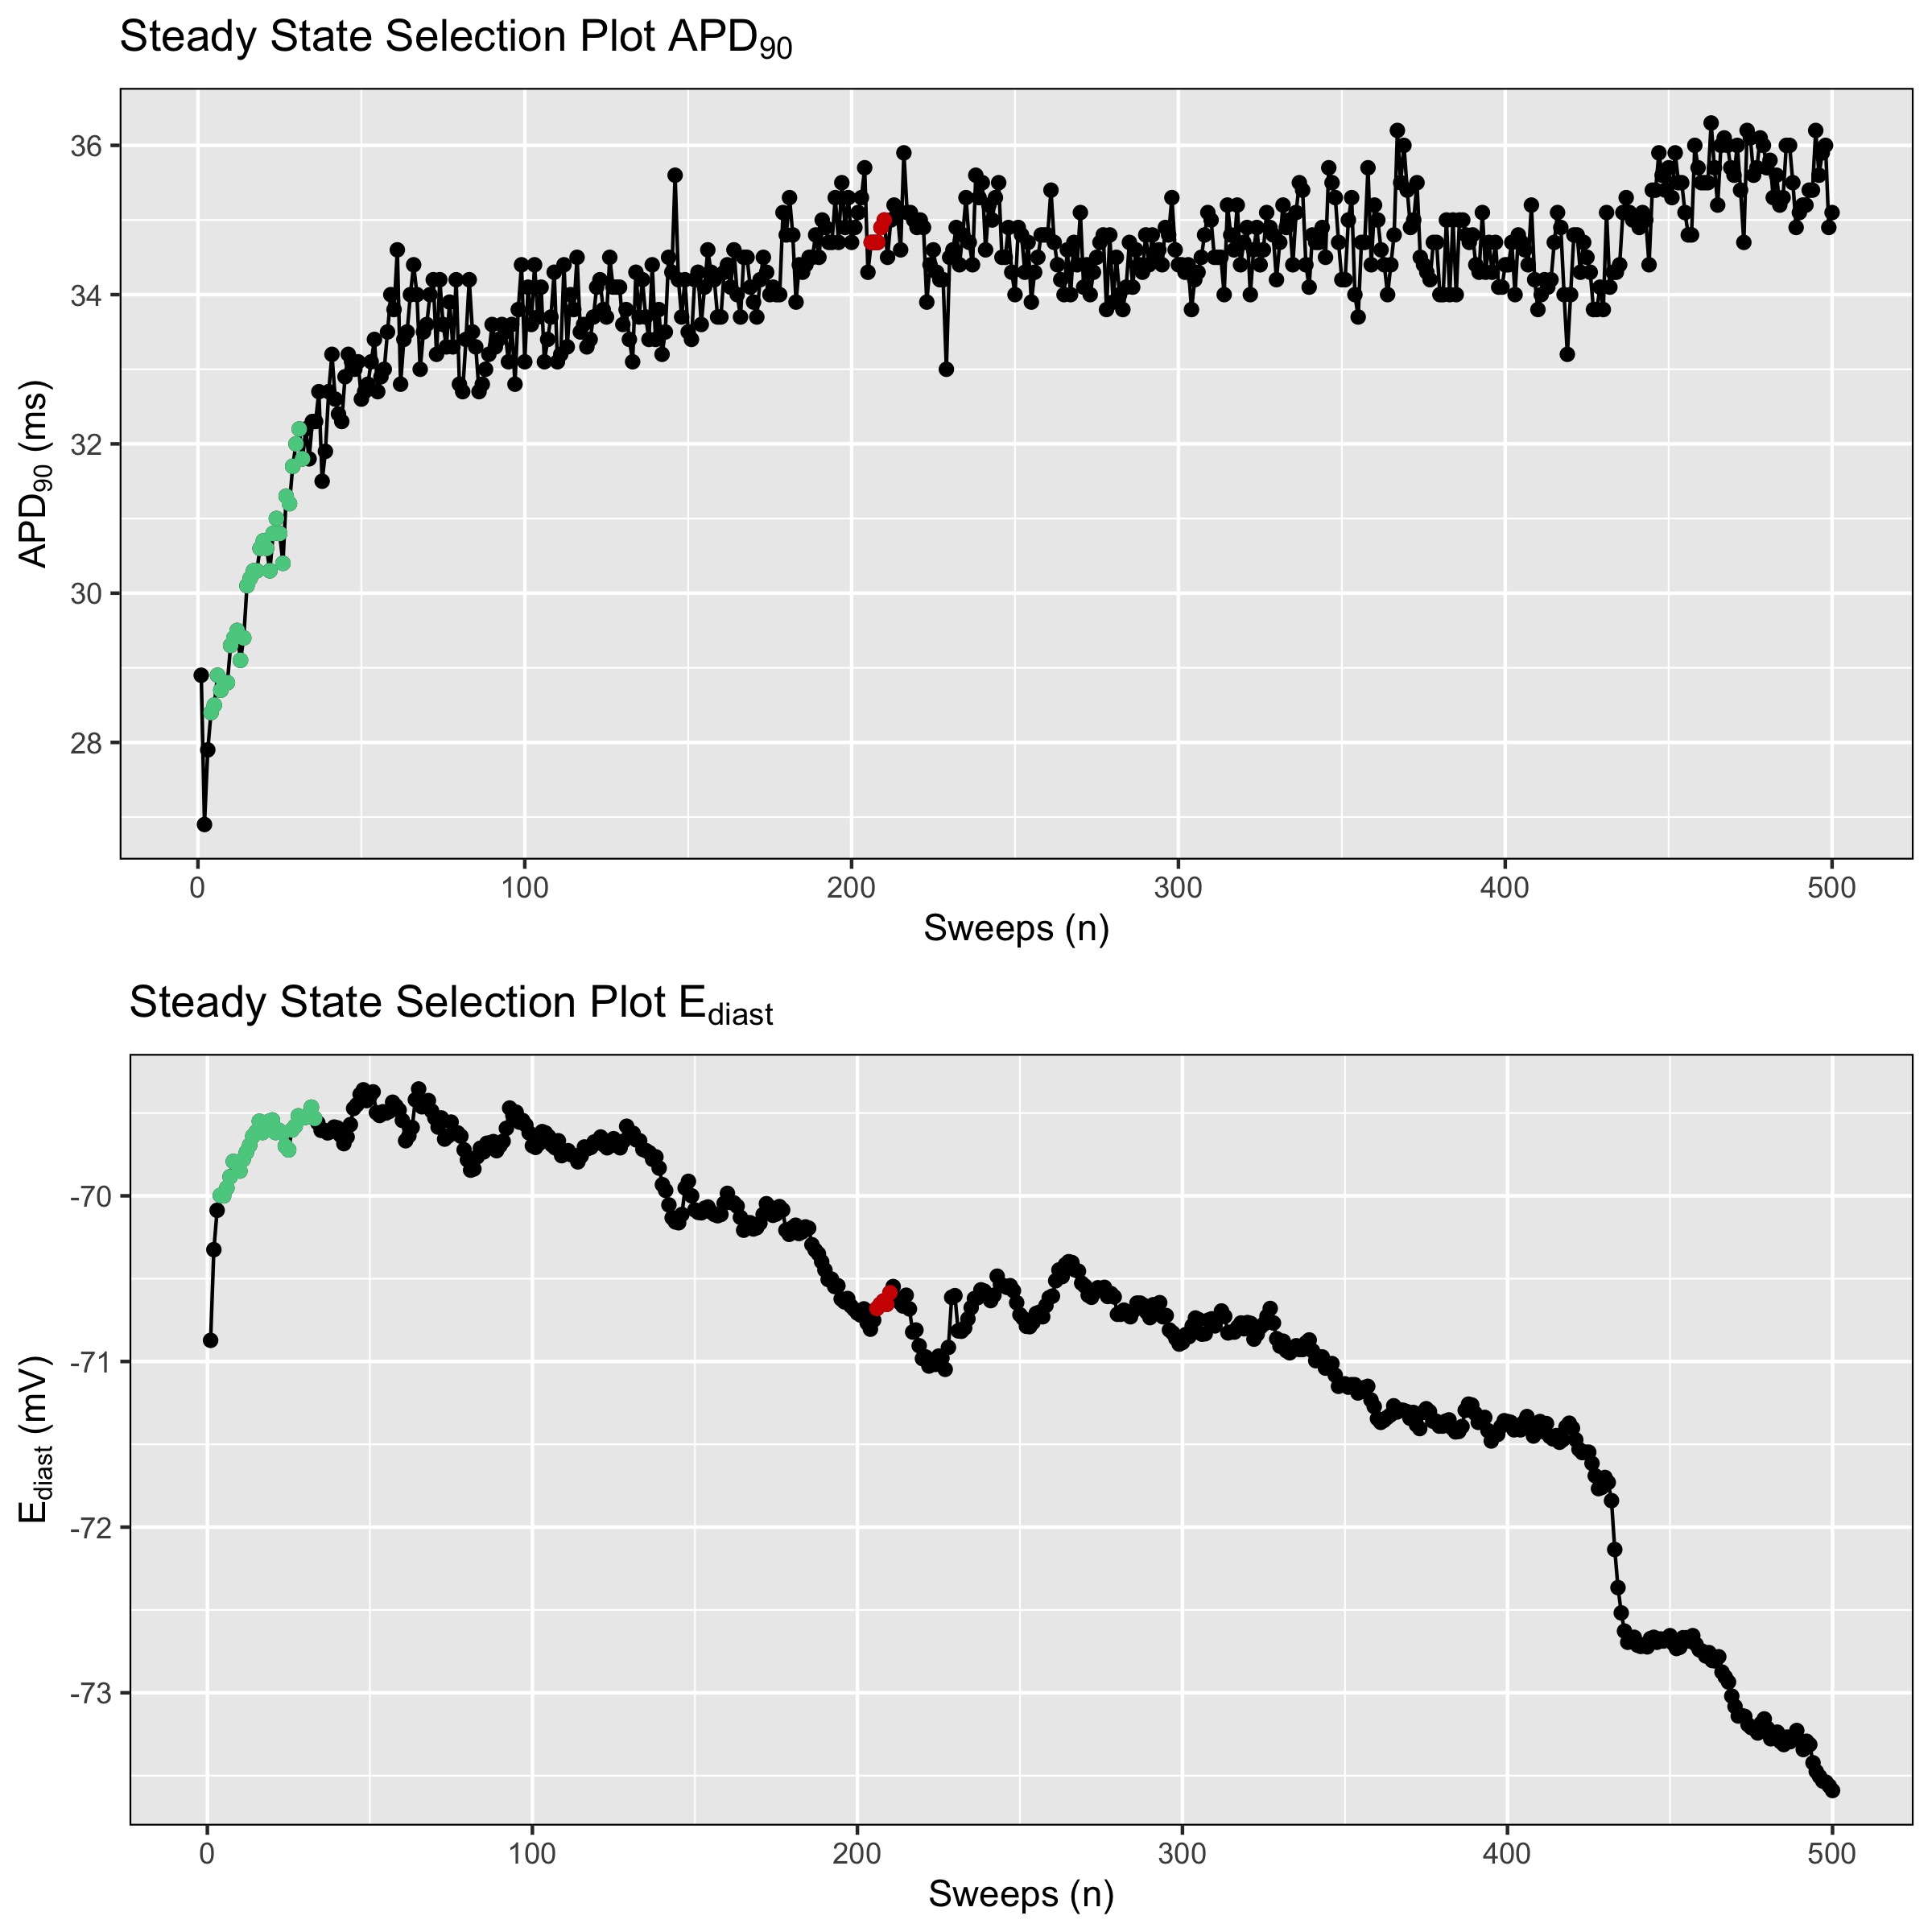 Steady State Selection Plot APD90
36
34
32
30
28
APD90 (ms)
0 100 200 300 400 500
Sweeps (n)
Steady State Selection Plot Ediast
-70
-71
-72
-73
Ediast (mV)
0 100 200 300 400 500
Sweeps (n)